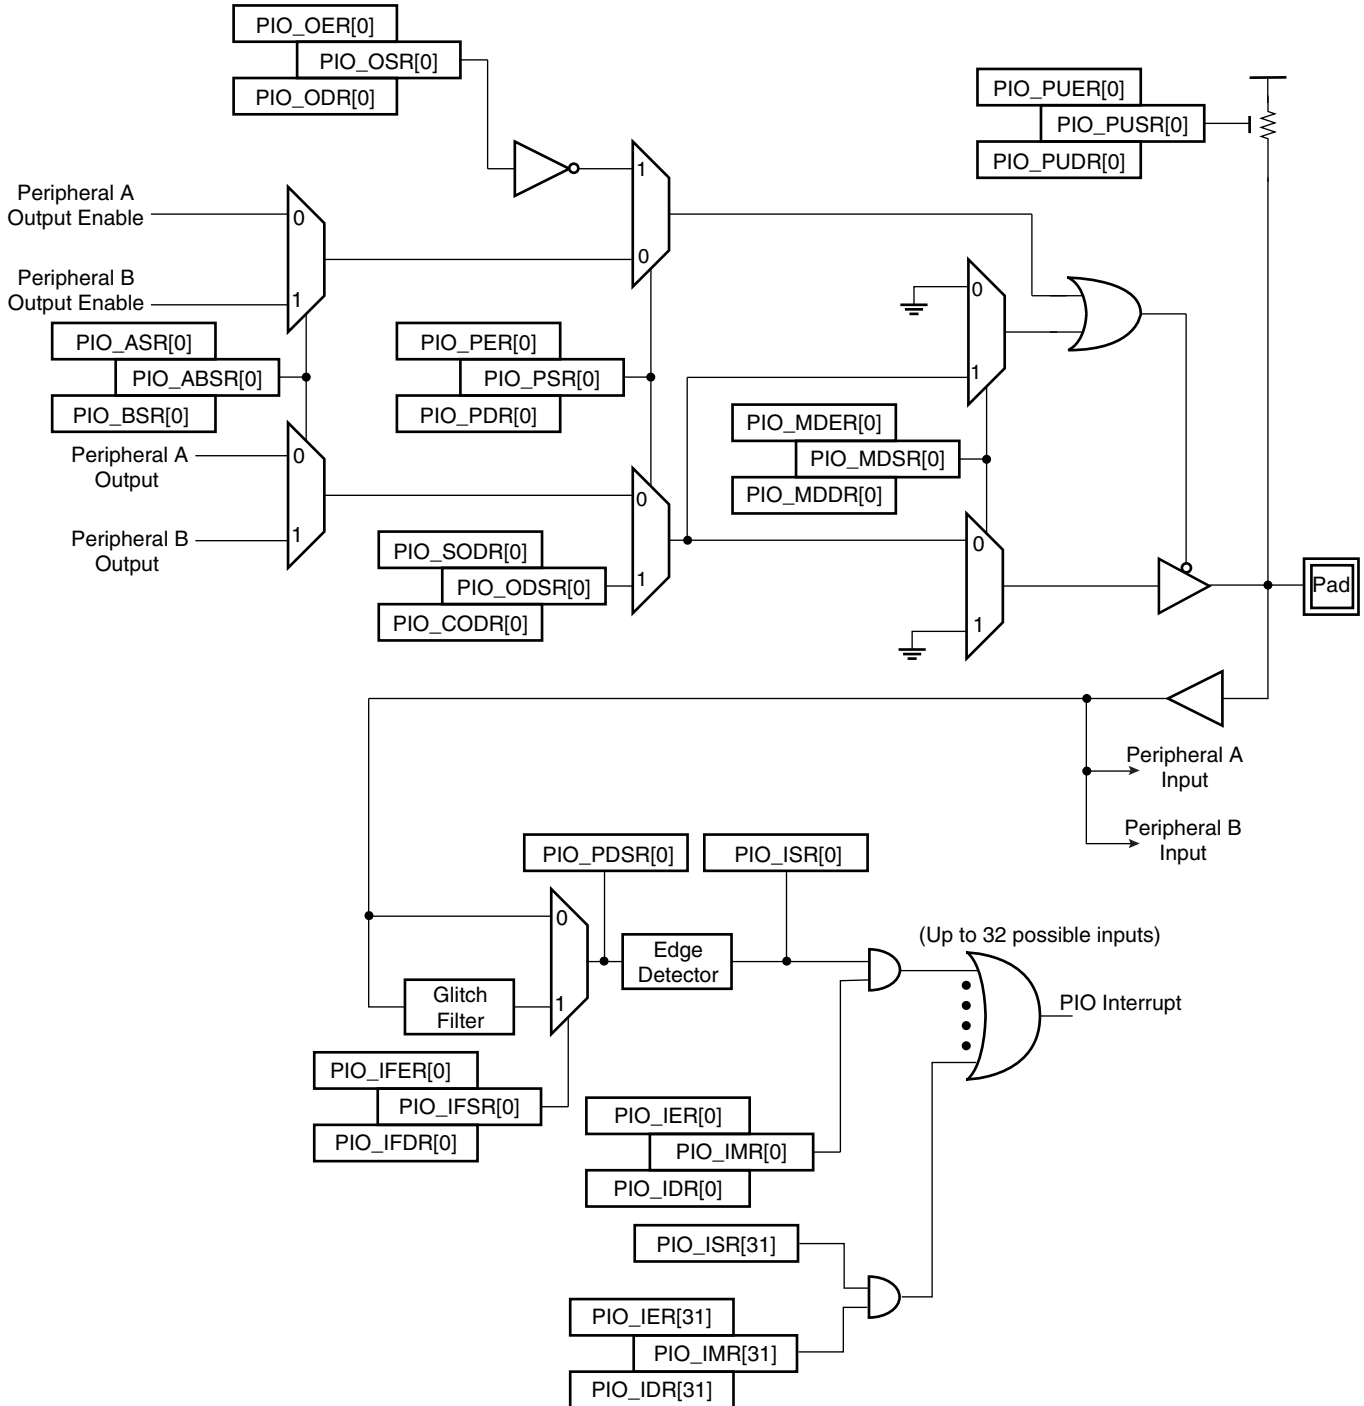 PIO_OER[0]
PIO_OSR[0]
PIO_ODR[0]
PIO_PUER[0]
PIO_PUSR[0]
PIO_PUDR[0]
1
0
Peripheral A
Output Enable
0
Peripheral B
Output Enable
1
0
1
PIO_ASR[0]
PIO_ABSR[0]
PIO_BSR[0]
PIO_PER[0]
PIO_PSR[0]
PIO_PDR[0]
PIO_MDER[0]
PIO_MDSR[0]
PIO_MDDR[0]
Peripheral A
Output
0
Peripheral B
Output
1
0
1
PIO_SODR[0]
PIO_ODSR[0]
PIO_CODR[0]
0
1
Pad
Peripheral A
Input
Peripheral B
Input
PIO_PDSR[0]
PIO_ISR[0]
0
1
Glitch
Filter
Edge
Detector
(Up to 32 possible inputs)
PIO Interrupt
PIO_IFER[0]
PIO_IFSR[0]
PIO_IFDR[0]
PIO_IER[0]
PIO_IMR[0]
PIO_IDR[0]
PIO_ISR[31]
PIO_IER[31]
PIO_IMR[31]
PIO_IDR[31]